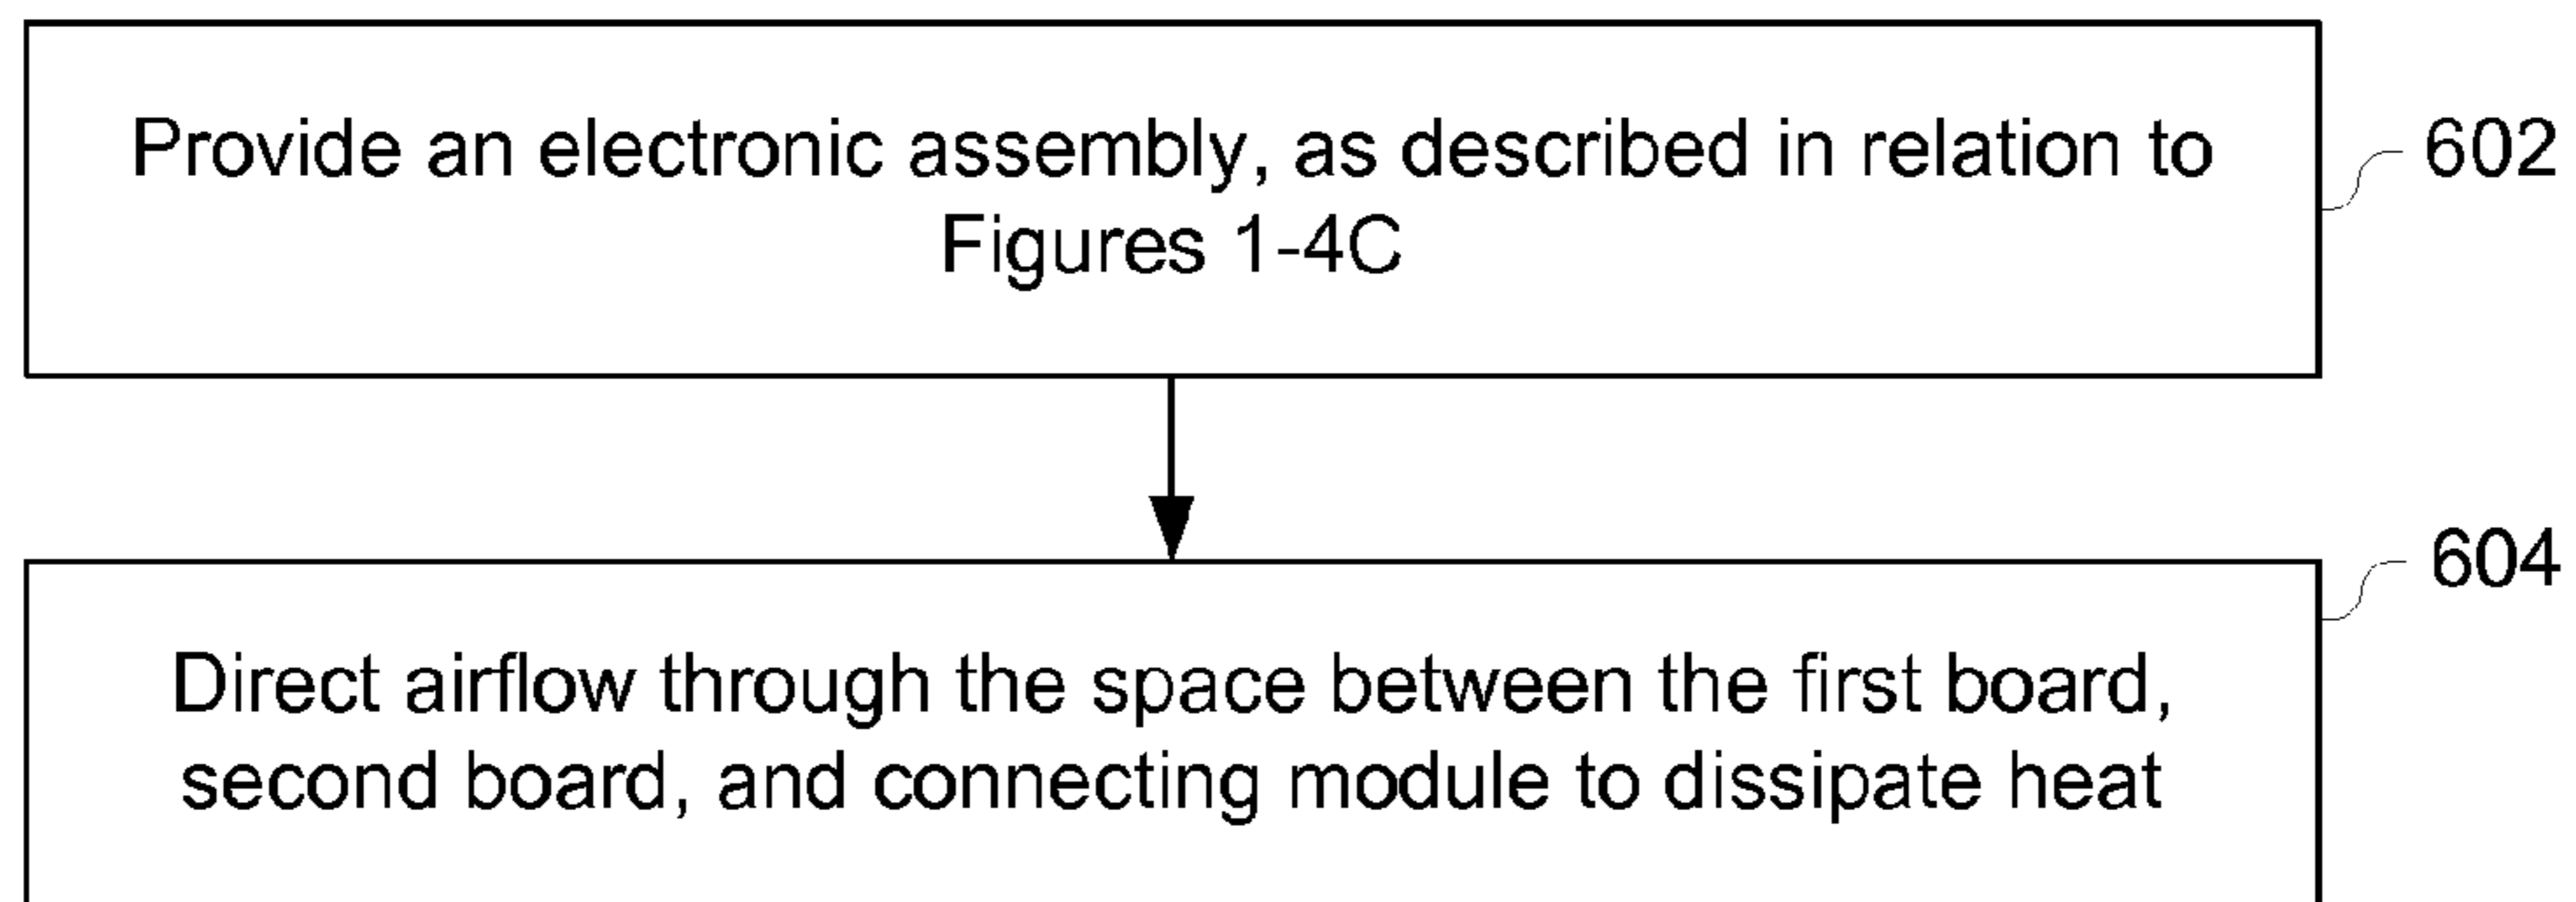 Provide an electronic assembly, as described in relation to
Figures 1-4C
602
604
Direct airflow through the space between the first board,
second board, and connecting module to dissipate heat